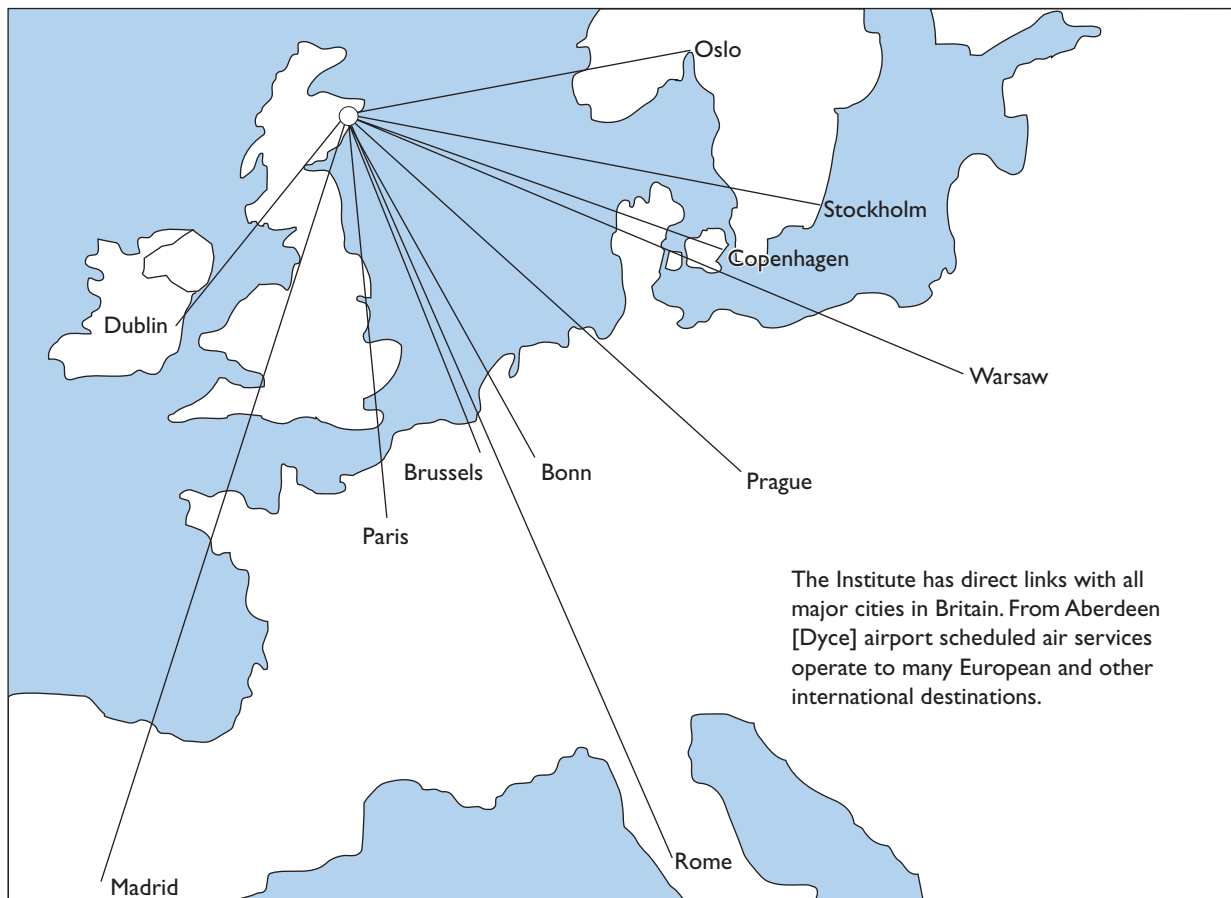 Oslo
Stockholm
Copenhagen
Dublin
Warsaw
Brussels
Bonn
Prague
Paris
The Institute has direct links with all
major cities in Britain. From Aberdeen
[Dyce] airport scheduled air services
operate to many European and other
international destinations.
Rome
Madrid